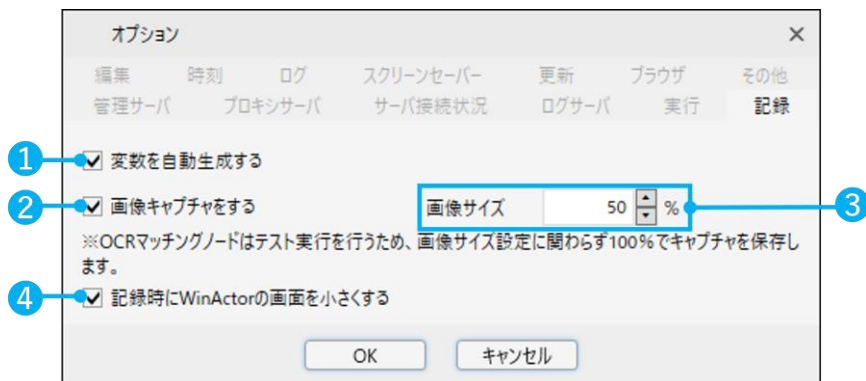 オプション ×
編集 時刻 ログ スクリーンセーバー 更新 ブラウザ その他
管理サーバ プロキシサーバ サーバ接続状況 ログサーバ 実行 記録
1 変数を自動生成する
2 画像キャプチャをする 画像サイズ 50 % 3
※OCRマッチングノードはテスト実行を行うため、画像サイズ設定に関わらず100%でキャプチャを保存し
ます。
4 記録時にWinActorの画面を小さくする
OK キャンセル